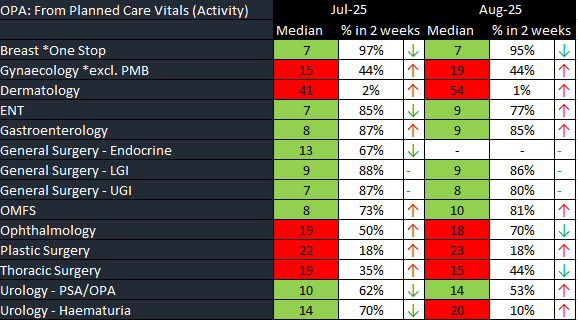 OPA: From Planned Care Vitals (Activity) Jul-25 Aug-25
Median % in 2 weeks Median % in 2 weeks
Breast *One Stop 7 97% ↓ 7 95% ↓
Gynaecology *excl. PMB 15 44% ↑ 19 44% ↑
Dermatology 41 2% ↑ 54 1% ↑
ENT 7 85% ↓ 9 77% ↑
Gastroenterology 8 87% ↑ 9 85% ↑
General Surgery - Endocrine 13 67% ↓ - - -
General Surgery - LGI 9 88% - 9 86% -
General Surgery - UGI 7 87% - 8 80% -
OMFS 8 73% ↑ 10 81% ↑
Ophthalmology 19 50% ↑ 18 70% ↓
Plastic Surgery 22 18% ↑ 23 18% ↑
Thoracic Surgery 19 35% ↑ 15 44% ↓
Urology - PSA/OPA 10 62% ↓ 14 53% ↑
Urology - Haematuria 14 70% ↓ 20 10% ↑